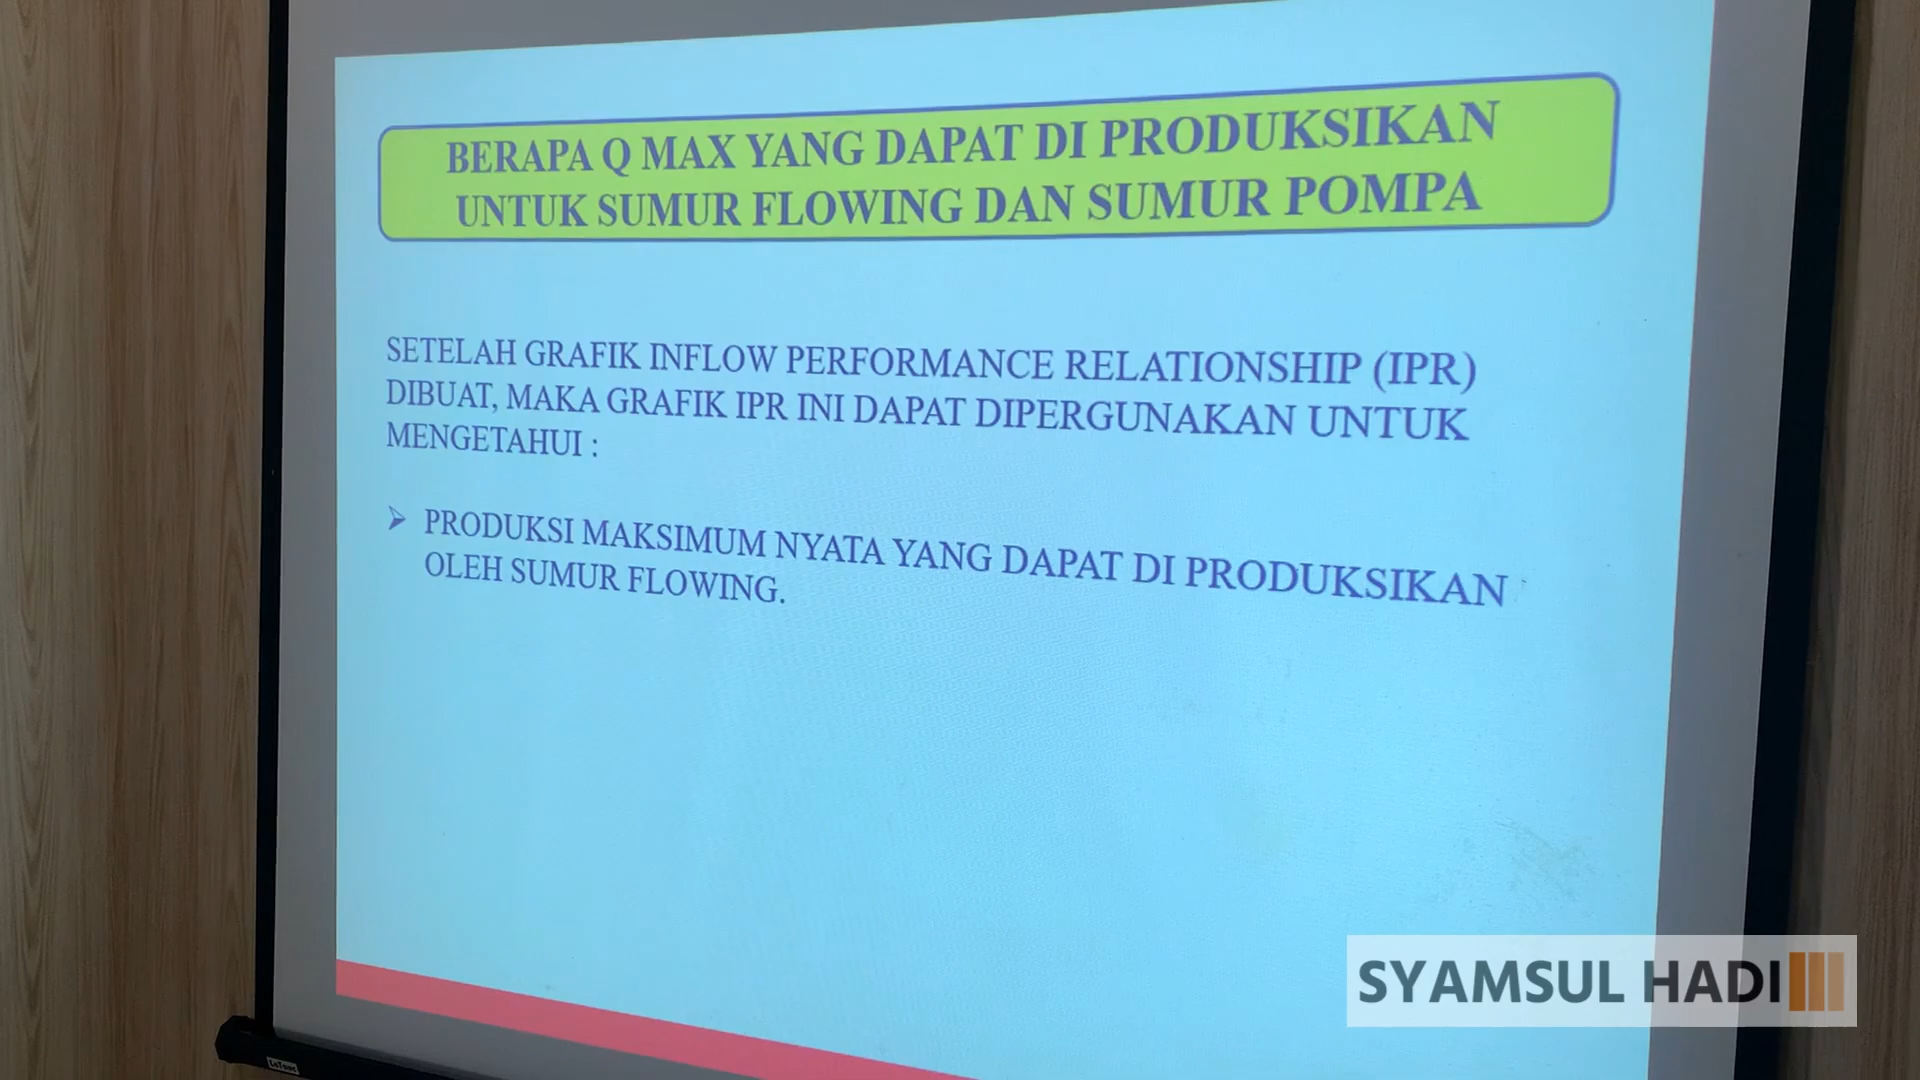 BERAPA Q MAX YANG DAPAT DI PRODUKSIKAN
UNTUK SUMUR FLOWING DAN SUMUR POMPA
SETELAH GRAFIK INFLOW PERFORMANCE RELATIONSHIP (IPR)
DIBUAT, MAKA GRAFIK IPR INI DAPAT DIPERGUNAKAN UNTUK
MENGETAHUI :
➢ PRODUKSI MAKSIMUM NYATA YANG DAPAT DI PRODUKSIKAN
OLEH SUMUR FLOWING.
SYAMSUL HADI